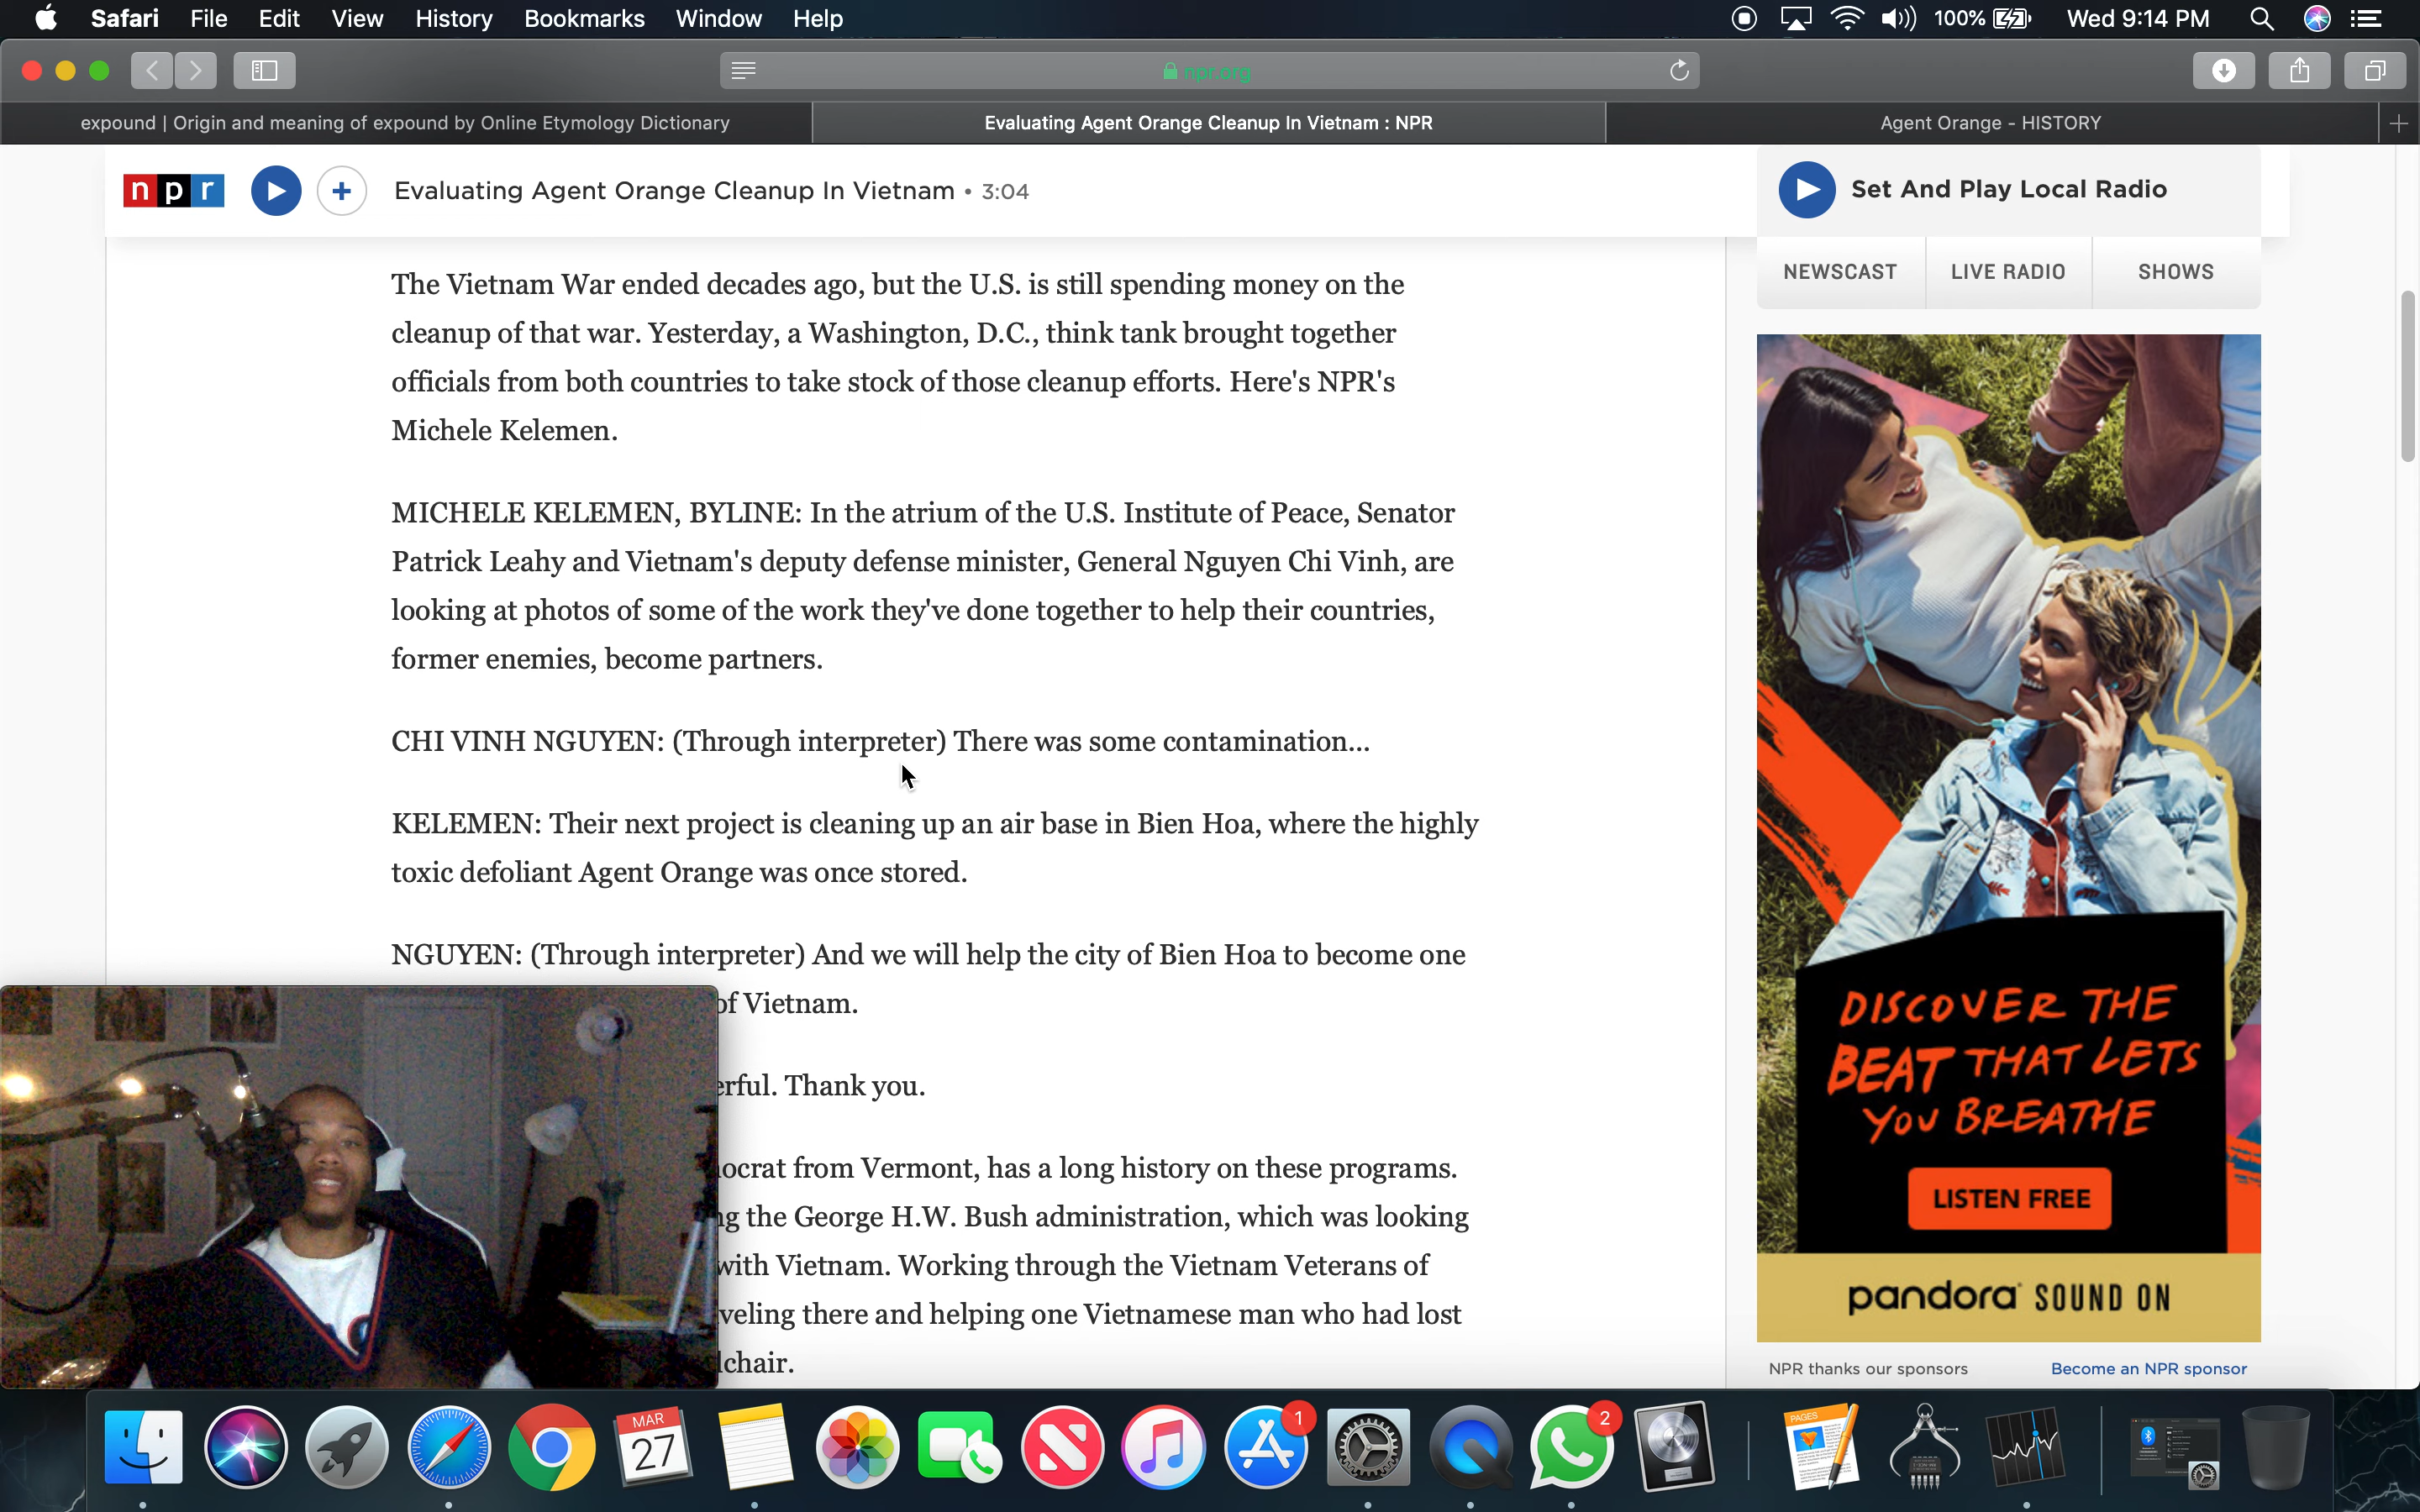 Safari File Edit View History Bookmarks Window Help 100% Wed 9:14 PM
npr.org
expound | Origin and meaning of expound by Online Etymology Dictionary
Evaluating Agent Orange Cleanup In Vietnam : NPR
Agent Orange - HISTORY
npr
Evaluating Agent Orange Cleanup In Vietnam • 3:04
Set And Play Local Radio
NEWSCAST LIVE RADIO SHOWS
The Vietnam War ended decades ago, but the U.S. is still spending money on the
cleanup of that war. Yesterday, a Washington, D.C., think tank brought together
officials from both countries to take stock of those cleanup efforts. Here's NPR's
Michele Kelemen.
MICHELE KELEMEN, BYLINE: In the atrium of the U.S. Institute of Peace, Senator
Patrick Leahy and Vietnam's deputy defense minister, General Nguyen Chi Vinh, are
looking at photos of some of the work they've done together to help their countries,
former enemies, become partners.
CHI VINH NGUYEN: (Through interpreter) There was some contamination...
KELEMEN: Their next project is cleaning up an air base in Bien Hoa, where the highly
toxic defoliant Agent Orange was once stored.
NGUYEN: (Through interpreter) And we will help the city of Bien Hoa to become one
of Vietnam.
erful. Thank you.
ocrat from Vermont, has a long history on these programs.
ng the George H.W. Bush administration, which was looking
with Vietnam. Working through the Vietnam Veterans of
veling there and helping one Vietnamese man who had lost
lchair.
DISCOVER THE
BEAT THAT LETS
YOU BREATHE
LISTEN FREE
pandora SOUND ON
NPR thanks our sponsors
Become an NPR sponsor
MAR
27
1
2
PAGES